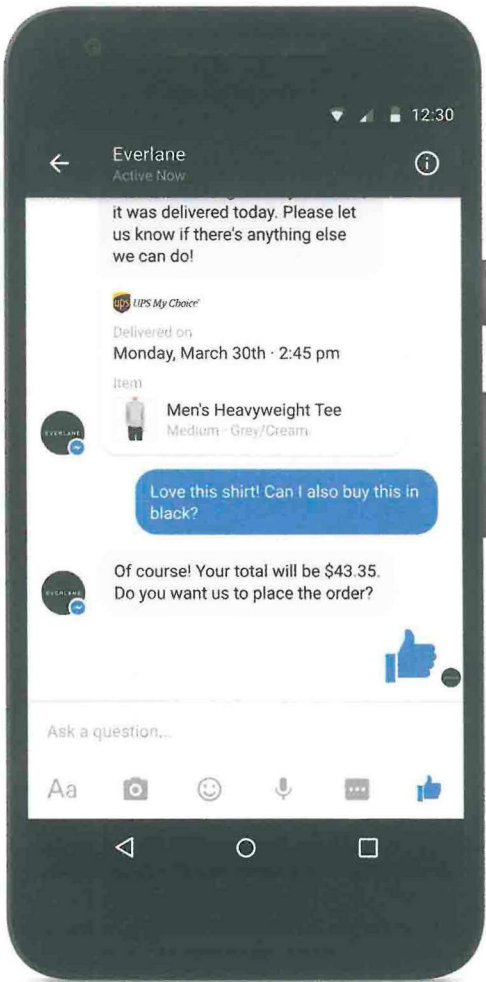 12:30
Everlane
Active Now
it was delivered today. Please let
us know if there's anything else
we can do!
ups UPS My Choice
Delivered on
Monday, March 30th · 2:45 pm
Item
Men's Heavyweight Tee
Medium · Grey/Cream
EVERLANE
Love this shirt! Can I also buy this in
black?
Of course! Your total will be $43.35.
Do you want us to place the order?
EVERLANE
Ask a question...
Aa